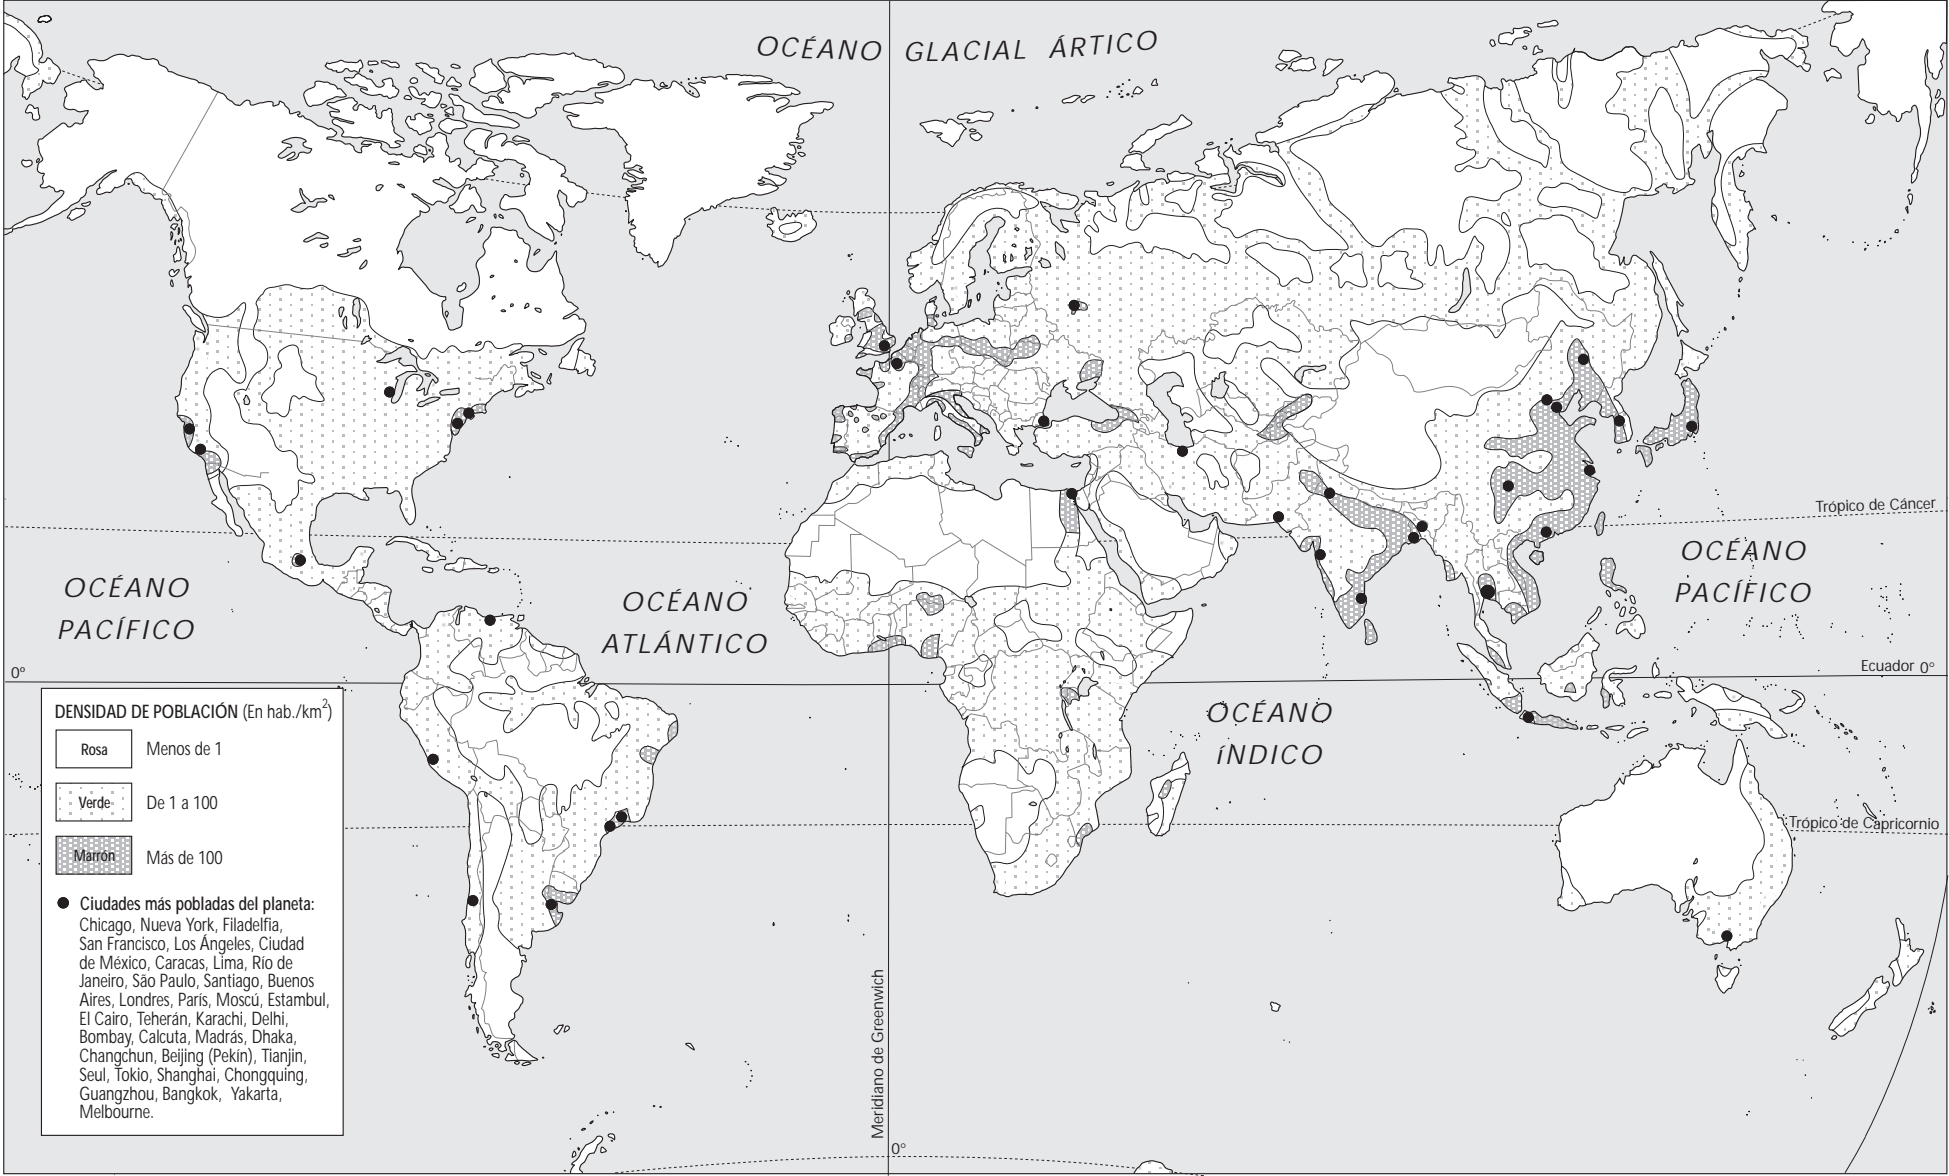 OCÉANO GLACIAL ÁRTICO
Trópico de Cáncer
OCÉANO
PACÍFICO
OCÉANO
ATLÁNTICO
OCÉANO
PACÍFICO
0°
Ecuador 0°
OCÉANO
ÍNDICO
Trópico de Capricornio
Meridiano de Greenwich
0°
DENSIDAD DE POBLACIÓN (En hab./km2)
Rosa Menos de 1
Verde De 1 a 100
Marrón Más de 100
Ciudades más pobladas del planeta:
Chicago, Nueva York, Filadelfia,
San Francisco, Los Ángeles, Ciudad
de México, Caracas, Lima, Río de
Janeiro, São Paulo, Santiago, Buenos
Aires, Londres, París, Moscú, Estambul,
El Cairo, Teherán, Karachi, Delhi,
Bombay, Calcuta, Madrás, Dhaka,
Changchun, Beijing (Pekín), Tianjin,
Seul, Tokio, Shanghai, Chongquing,
Guangzhou, Bangkok, Yakarta,
Melbourne.